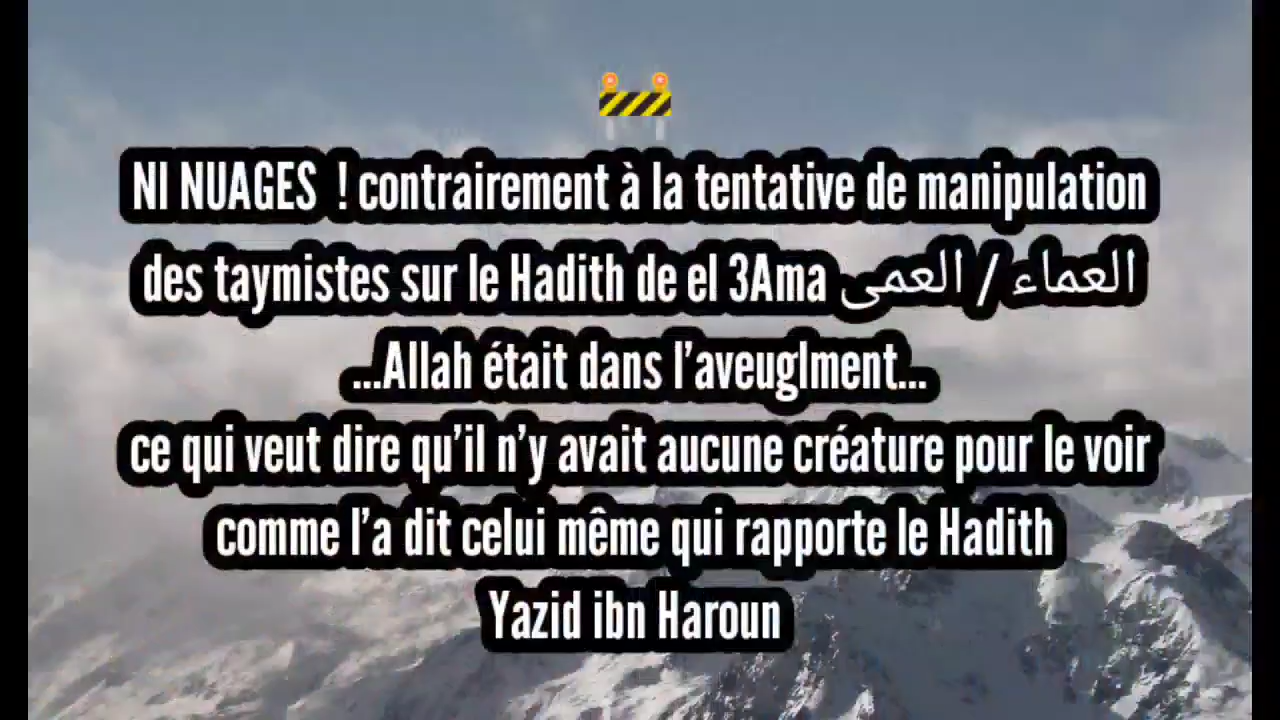 NI NUAGES ! contrairement à la tentative de manipulation
des taymistes sur le Hadith de el 3Ama العماء / العمى
...Allah était dans l'aveuglment...
ce qui veut dire qu'il n'y avait aucune créature pour le voir
comme l'a dit celui même qui rapporte le Hadith
Yazid ibn Haroun